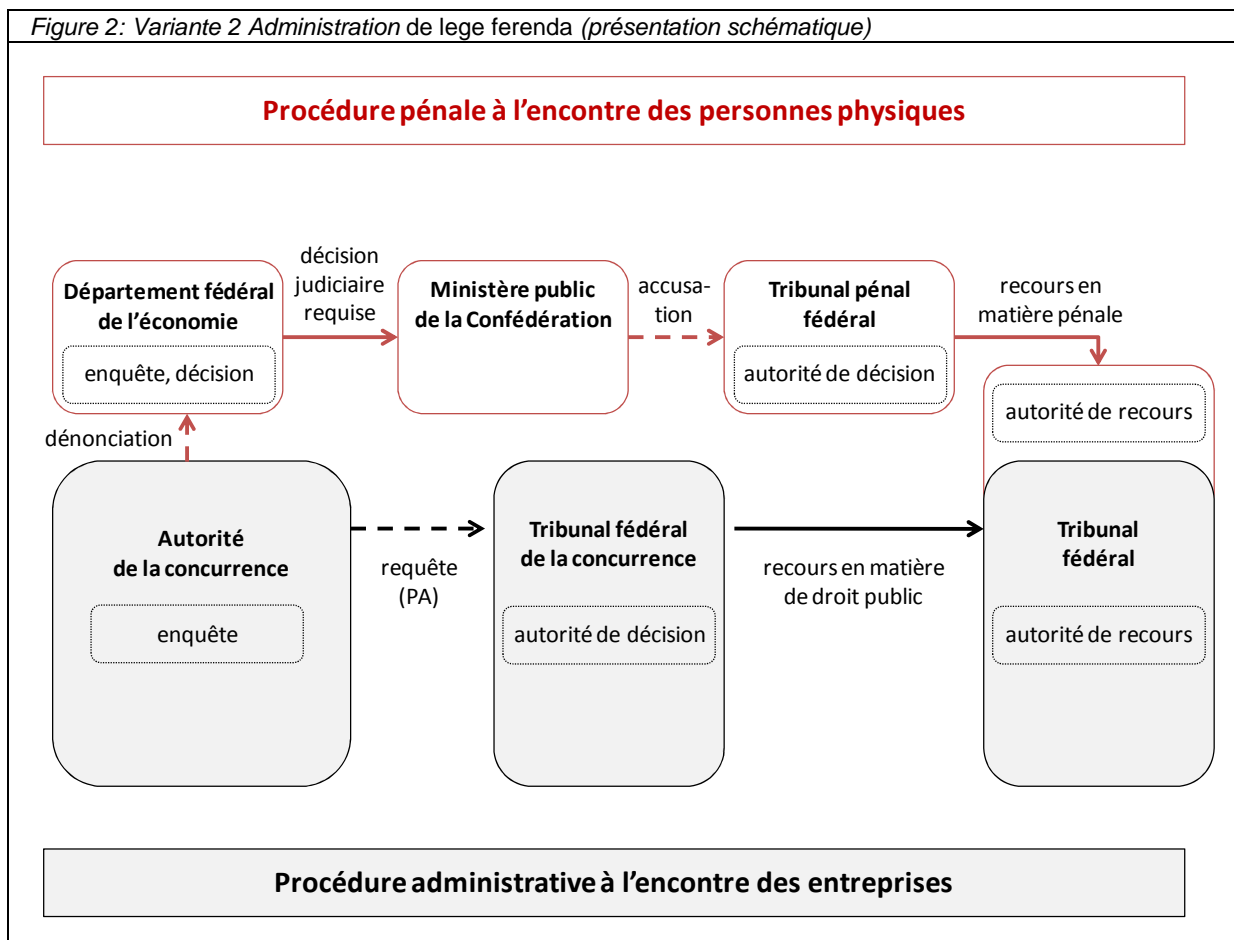 Figure 2: Variante 2 Administration de lege ferenda (présentation schématique)
Procédure pénale à l'encontre des personnes physiques
Département fédéral
de l'économie
enquête, décision
décision
judiciaire
requise
Ministère public
de la Confédération
accusa-
tion
Tribunal pénal
fédéral
autorité de décision
recours en
matière pénale
autorité de recours
dénonciation
Autorité
de la concurrence
enquête
requête
(PA)
Tribunal fédéral
de la concurrence
autorité de décision
recours en matière
de droit public
Tribunal
fédéral
autorité de recours
Procédure administrative à l'encontre des entreprises